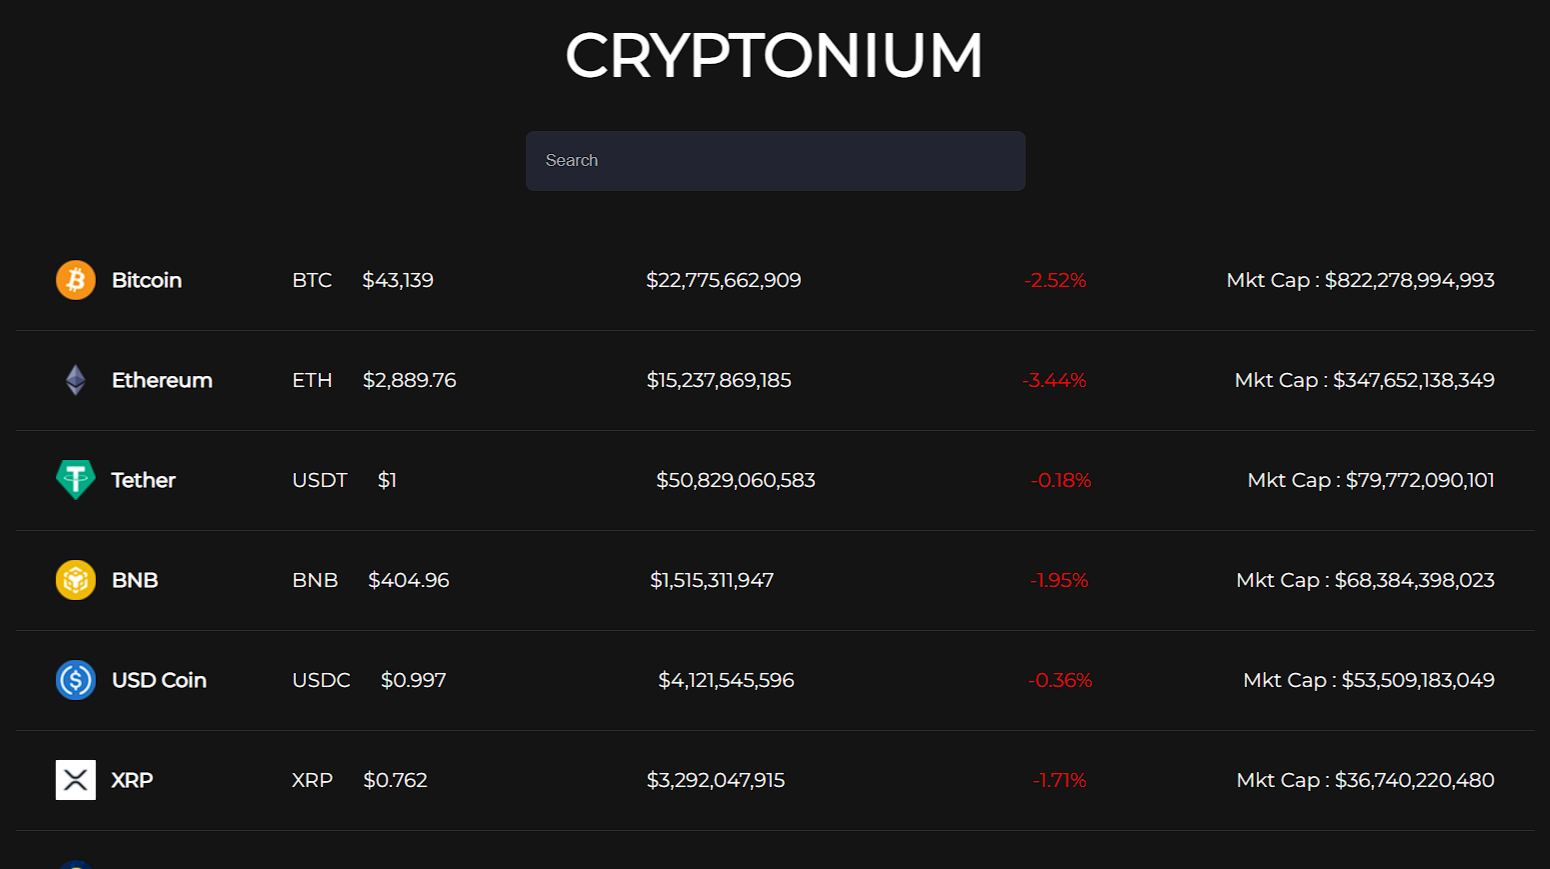 CRYPTONIUM
Search
Bitcoin BTC $43,139 $22,775,662,909 -2.52% Mkt Cap : $822,278,994,993
Ethereum ETH $2,889.76 $15,237,869,185 -3.44% Mkt Cap : $347,652,138,349
Tether USDT $1 $50,829,060,583 -0.18% Mkt Cap : $79,772,090,101
BNB BNB $404.96 $1,515,311,947 -1.95% Mkt Cap : $68,384,398,023
USD Coin USDC $0.997 $4,121,545,596 -0.36% Mkt Cap : $53,509,183,049
XRP XRP $0.762 $3,292,047,915 -1.71% Mkt Cap : $36,740,220,480